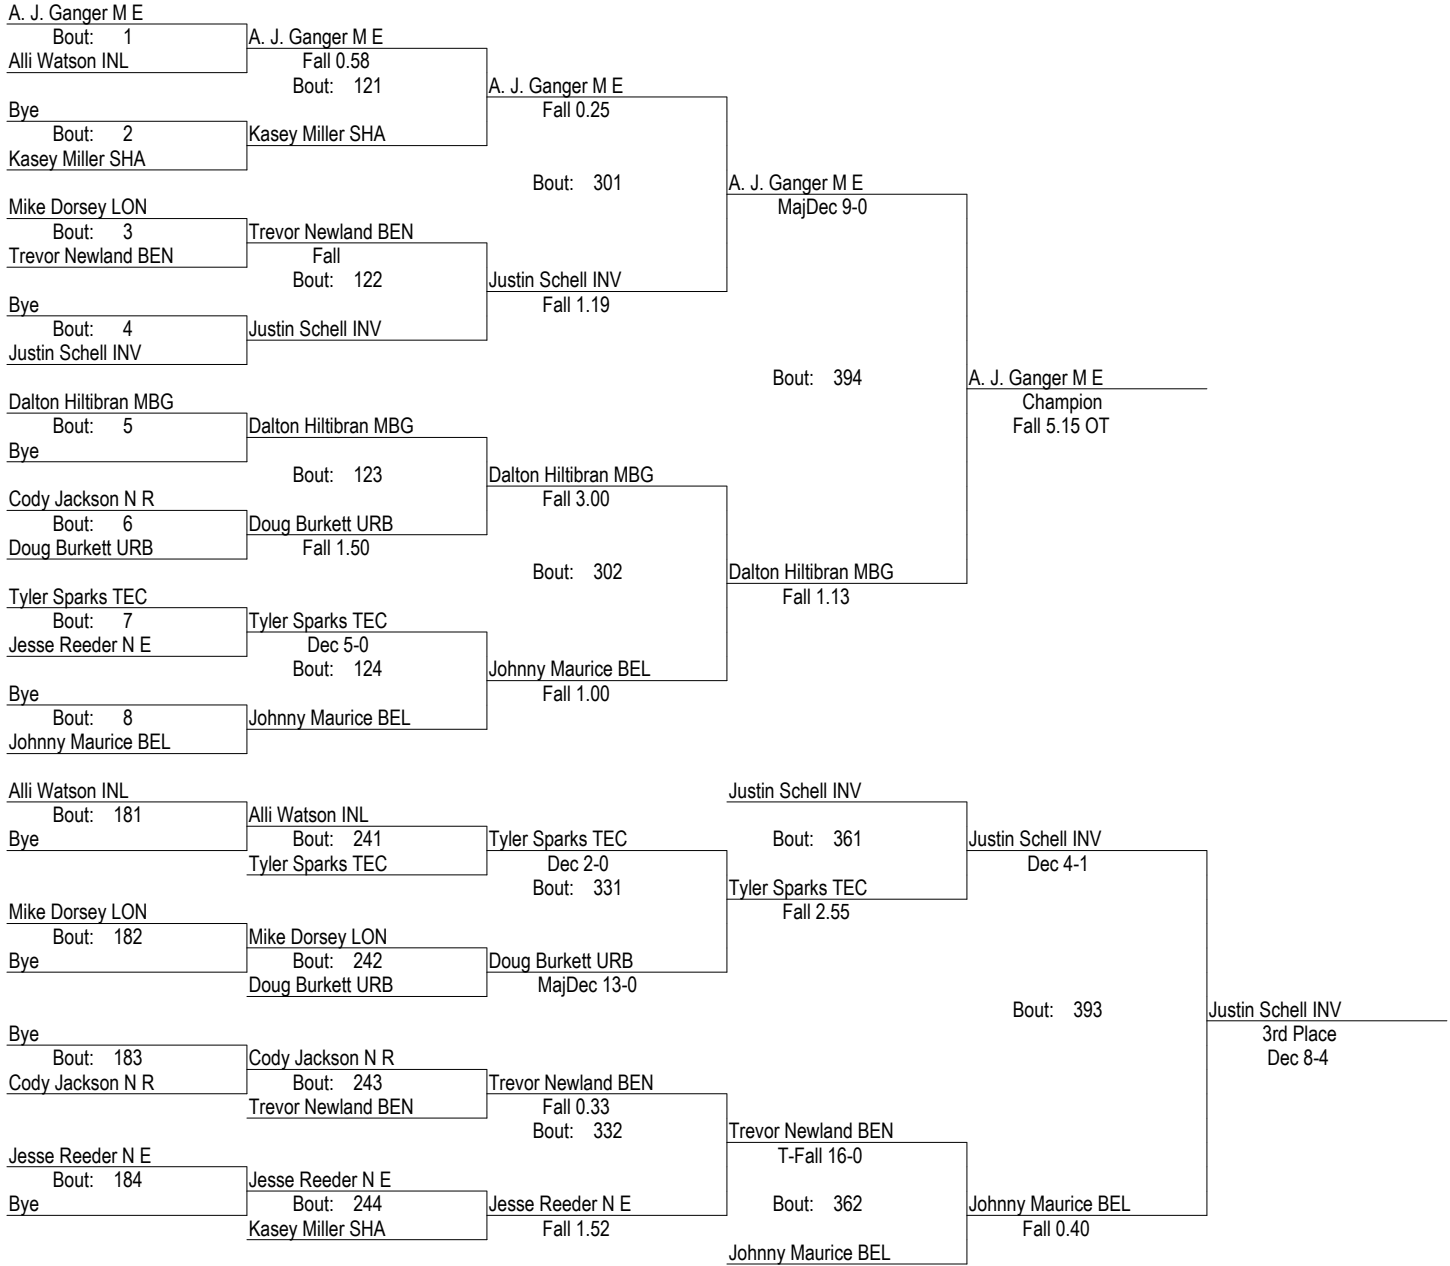 A. J. Ganger M E
Bout: 1
Alli Watson INL
A. J. Ganger M E
Fall 0.58
Bout: 121
A. J. Ganger M E
Fall 0.25
Bye
Bout: 2
Kasey Miller SHA
Kasey Miller SHA
Bout: 301
A. J. Ganger M E
MajDec 9-0
Mike Dorsey LON
Bout: 3
Trevor Newland BEN
Trevor Newland BEN
Fall
Bout: 122
Justin Schell INV
Fall 1.19
Bye
Bout: 4
Justin Schell INV
Justin Schell INV
Bout: 394
A. J. Ganger M E
Champion
Fall 5.15 OT
Dalton Hiltibran MBG
Bout: 5
Bye
Dalton Hiltibran MBG
Bout: 123
Dalton Hiltibran MBG
Fall 3.00
Cody Jackson N R
Bout: 6
Doug Burkett URB
Doug Burkett URB
Fall 1.50
Bout: 302
Dalton Hiltibran MBG
Fall 1.13
Tyler Sparks TEC
Bout: 7
Jesse Reeder N E
Tyler Sparks TEC
Dec 5-0
Bout: 124
Johnny Maurice BEL
Fall 1.00
Bye
Bout: 8
Johnny Maurice BEL
Johnny Maurice BEL
Alli Watson INL
Bout: 181
Bye
Alli Watson INL
Bout: 241
Tyler Sparks TEC
Tyler Sparks TEC
Dec 2-0
Bout: 331
Justin Schell INV
Bout: 361
Tyler Sparks TEC
Fall 2.55
Justin Schell INV
Dec 4-1
Mike Dorsey LON
Bout: 182
Bye
Mike Dorsey LON
Bout: 242
Doug Burkett URB
Doug Burkett URB
MajDec 13-0
Bout: 393
Justin Schell INV
3rd Place
Dec 8-4
Bye
Bout: 183
Cody Jackson N R
Cody Jackson N R
Bout: 243
Trevor Newland BEN
Trevor Newland BEN
Fall 0.33
Bout: 332
Trevor Newland BEN
T-Fall 16-0
Bout: 362
Johnny Maurice BEL
Johnny Maurice BEL
Fall 0.40
Jesse Reeder N E
Bout: 184
Bye
Jesse Reeder N E
Bout: 244
Kasey Miller SHA
Jesse Reeder N E
Fall 1.52